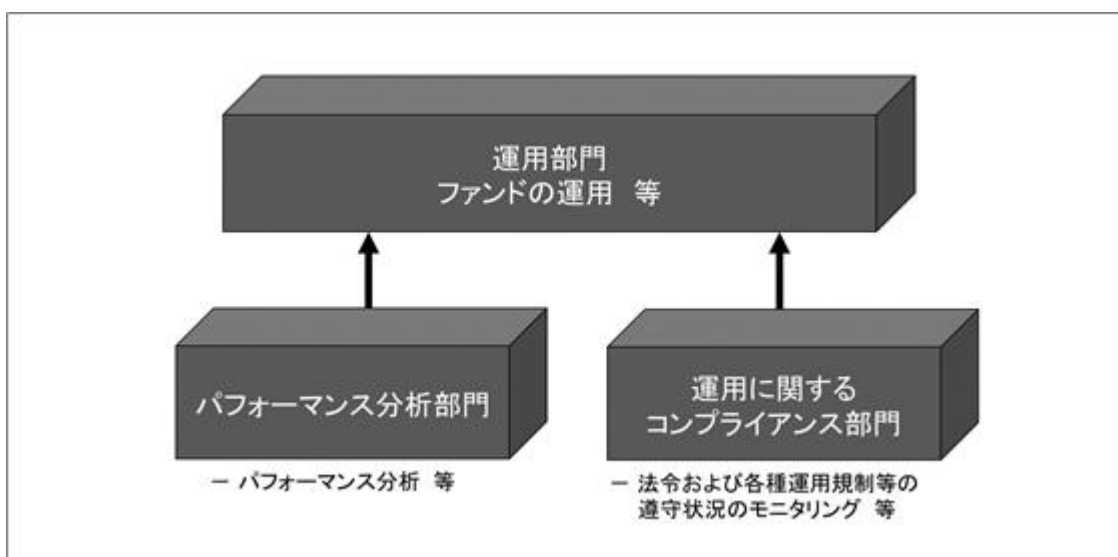 運用部門
ファンドの運用　等
パフォーマンス分析部門
－ パフォーマンス分析　等
運用に関する
コンプライアンス部門
－ 法令および各種運用規制等の
遵守状況のモニタリング　等